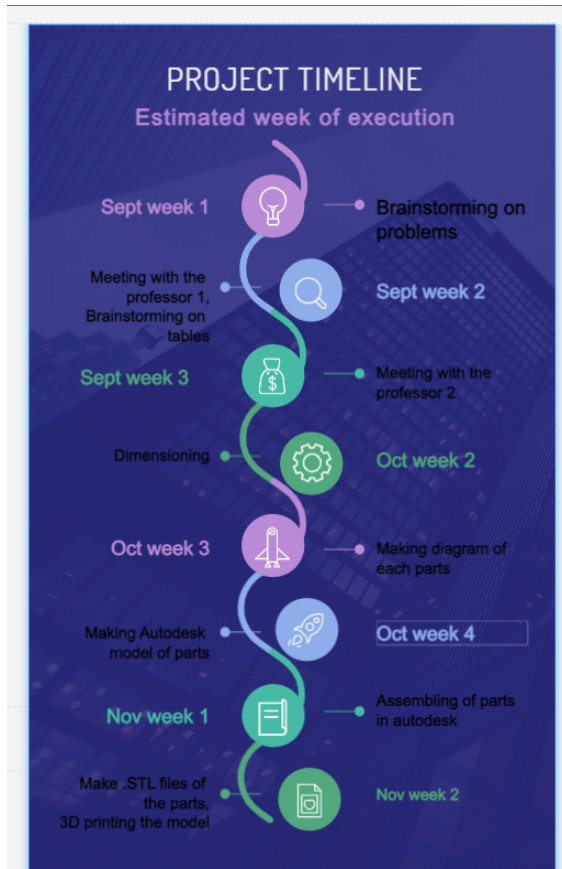 PROJECT TIMELINE
Estimated week of execution
Sept week 1
Brainstorming on
problems
Meeting with the
professor 1,
Brainstorming on
tables
Sept week 2
Sept week 3
Meeting with the
professor 2
Dimensioning
Oct week 2
Oct week 3
Making diagram of
each parts
Making Autodesk
model of parts
Oct week 4
Nov week 1
Assembling of parts
in autodesk
Make .STL files of
the parts,
3D printing the model
Nov week 2